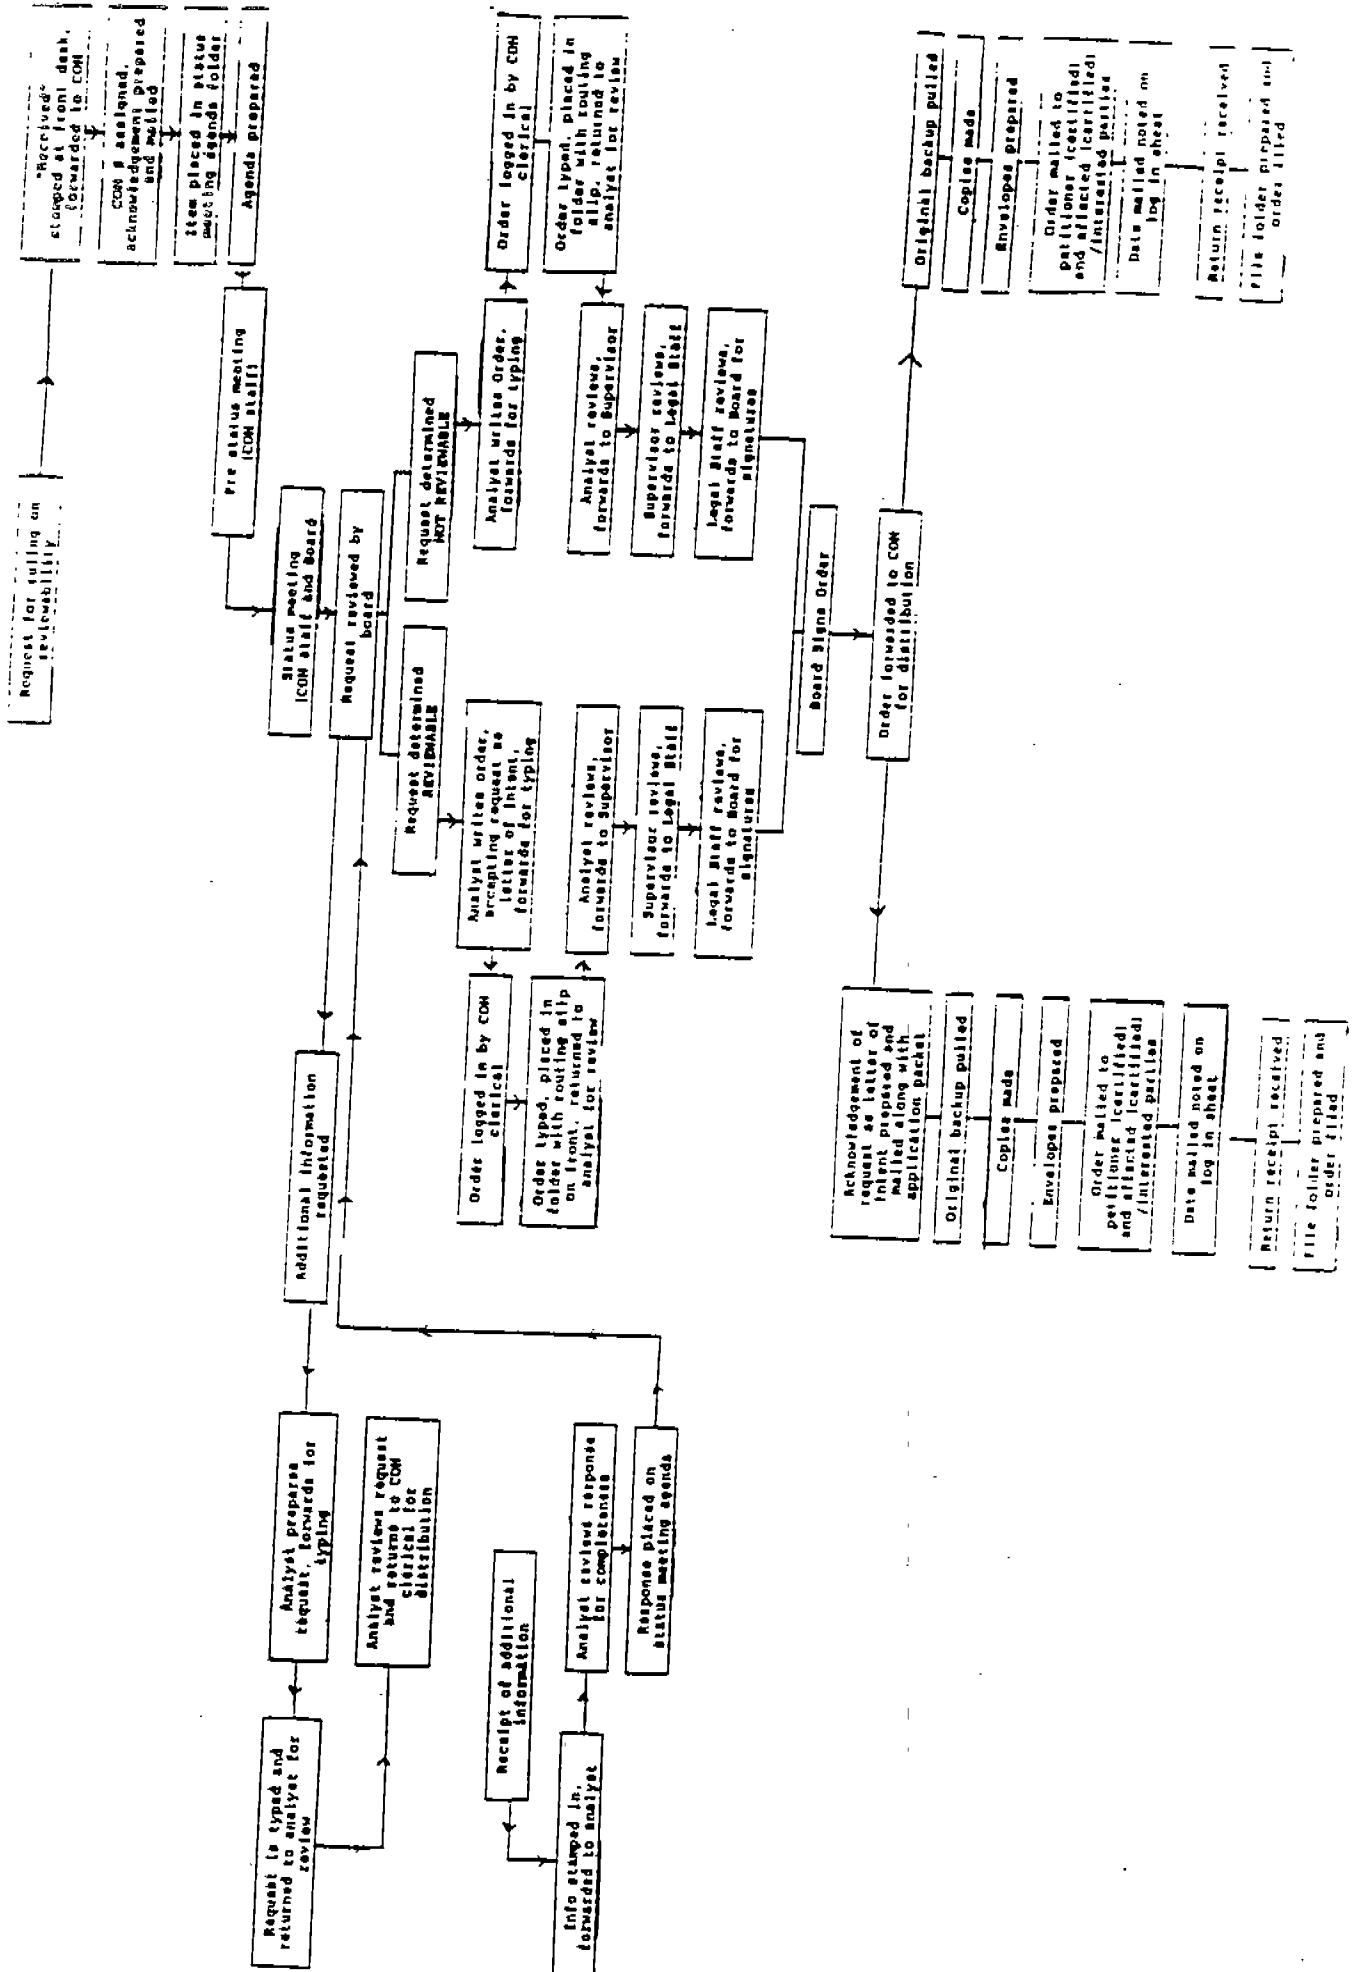 Request for ruling on
reviewability
"Received"
stamped at front desk,
forwarded to CON
CON # assigned,
acknowledgement prepared
and mailed
Item placed in status
meeting agenda folder
Agenda prepared
Pre status meeting
(CON staff)
Status meeting
(CON staff and Board
Request reviewed by
board
Additional Information
requested
Analyst prepares
request, forwards for
typing
Request is typed and
returned to analyst for
review
Analyst reviews request
and returns to CON
clerical for
distribution
Receipt of additional
information
Info stamped in,
forwarded to analyst
Analyst reviews response
for completeness
Response placed on
status meeting agenda
Request determined
REVIEWABLE
Analyst writes order,
accepting request as
letter of intent,
forwards for typing
Order logged in by CON
clerical
Order typed, placed in
folder with routing slip
on front, returned to
analyst for review
Analyst reviews,
forwards to Supervisor
Supervisor reviews,
forwards to Legal Staff
Legal Staff reviews,
forwards to Board for
signatures
Request determined
NOT REVIEWABLE
Analyst writes Order,
forwards for typing
Order logged in by CON
clerical
Order typed, placed in
folder with routing
slip, returned to
analyst for review
Analyst reviews,
forwards to Supervisor
Supervisor reviews,
forwards to Legal Staff
Legal Staff reviews,
forwards to Board for
signatures
Board Signs Order
Order forwarded to CON
for distribution
Acknowledgement of
request as letter of
intent prepared and
mailed along with
application packet
Original backup pulled
Copies made
Envelopes prepared
Order mailed to
petitioner (certified)
and affected (certified)
/interested parties
Date mailed noted on
log in sheet
Return receipt received
File folder prepared and
order filed
Original backup pulled
Copies made
Envelopes prepared
Order mailed to
petitioner (certified)
and affected (certified)
/interested parties
Date mailed noted on
log in sheet
Return receipt received
File folder prepared and
order filed